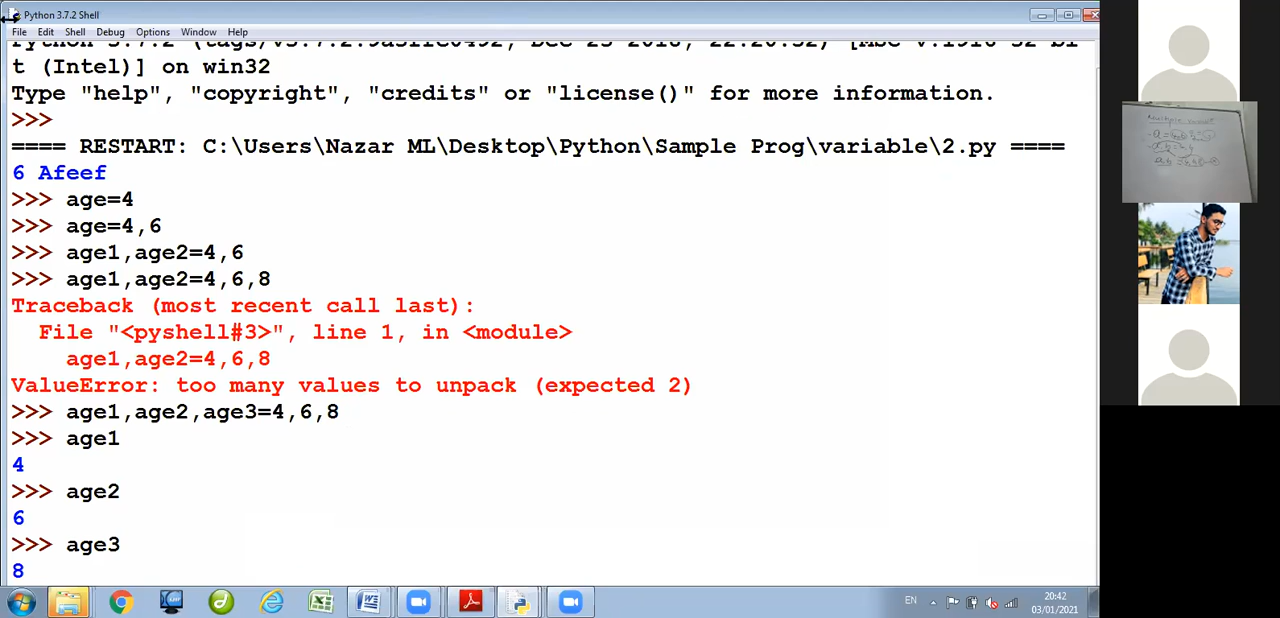 Python 3.7.2 Shell
File Edit Shell Debug Options Window Help
t (Intel)] on win32
Type "help", "copyright", "credits" or "license()" for more information.
>>>
==== RESTART: C:\Users\Nazar ML\Desktop\Python\Sample Prog\variable\2.py ====
6 Afeef
>>> age=4
>>> age=4,6
>>> age1,age2=4,6
>>> age1,age2=4,6,8
Traceback (most recent call last):
  File "<pyshell#3>", line 1, in <module>
    age1,age2=4,6,8
ValueError: too many values to unpack (expected 2)
>>> age1,age2,age3=4,6,8
>>> age1
4
>>> age2
6
>>> age3
8
EN
20:42
03/01/2021